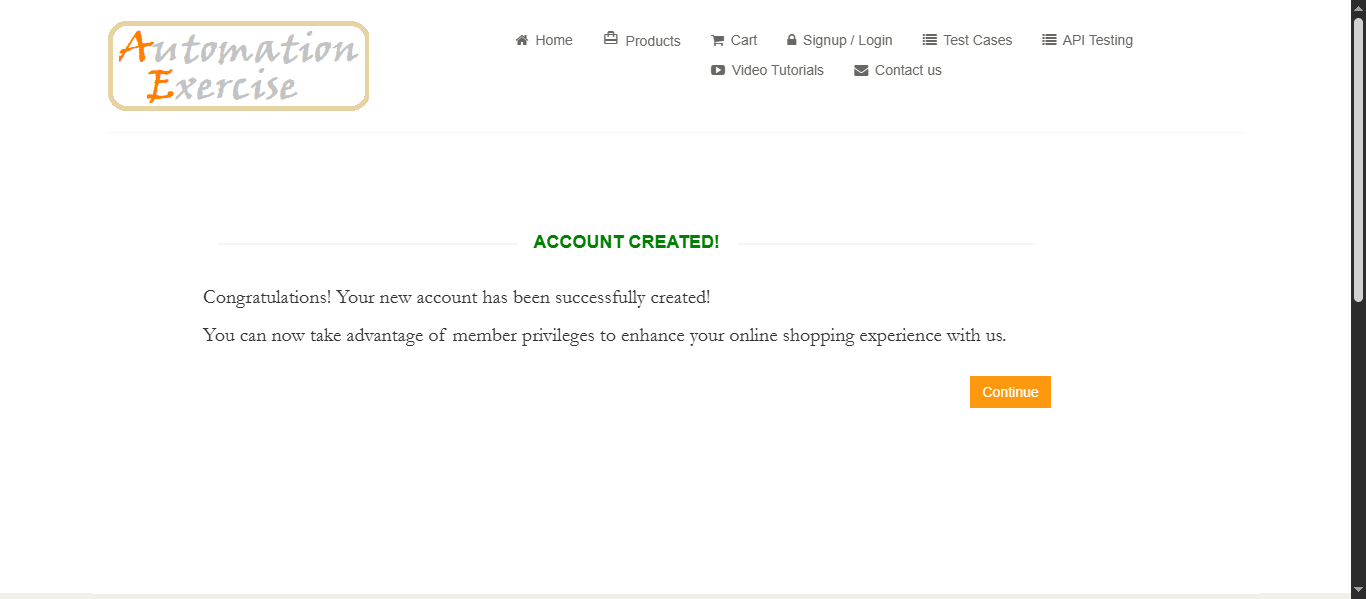 Automation
Exercise
Home Products Cart Signup / Login Test Cases API Testing
Video Tutorials Contact us
ACCOUNT CREATED!
Congratulations! Your new account has been successfully created!
You can now take advantage of member privileges to enhance your online shopping experience with us.
Continue